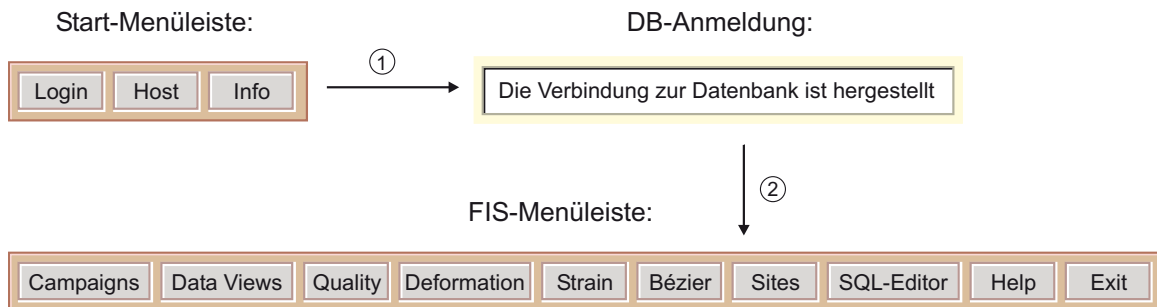 Start-Menüleiste:
DB-Anmeldung:
Login Host Info
①
Die Verbindung zur Datenbank ist hergestellt
②
FIS-Menüleiste:
Campaigns Data Views Quality Deformation Strain Bézier Sites SQL-Editor Help Exit